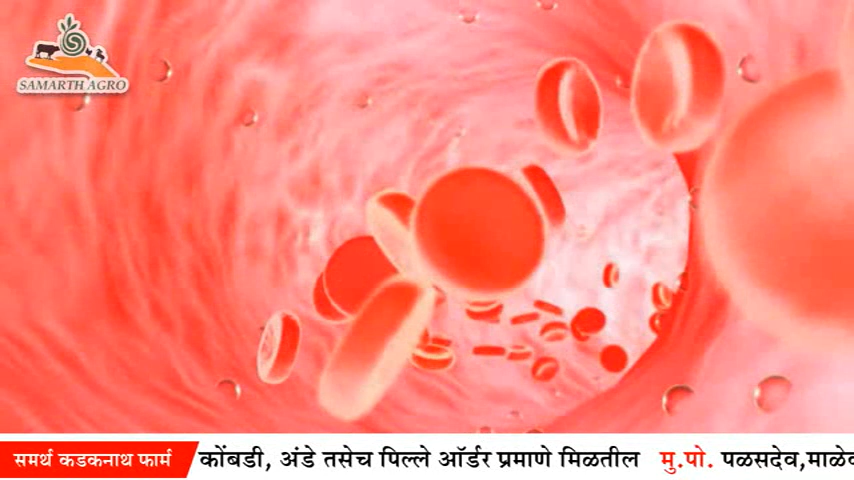 SAMARTH AGRO
समर्थ कडकनाथ फार्म कोंबडी, अंडे तसेच पिल्ले ऑर्डर प्रमाणे मिळतील मु.पो. पळसदेव,